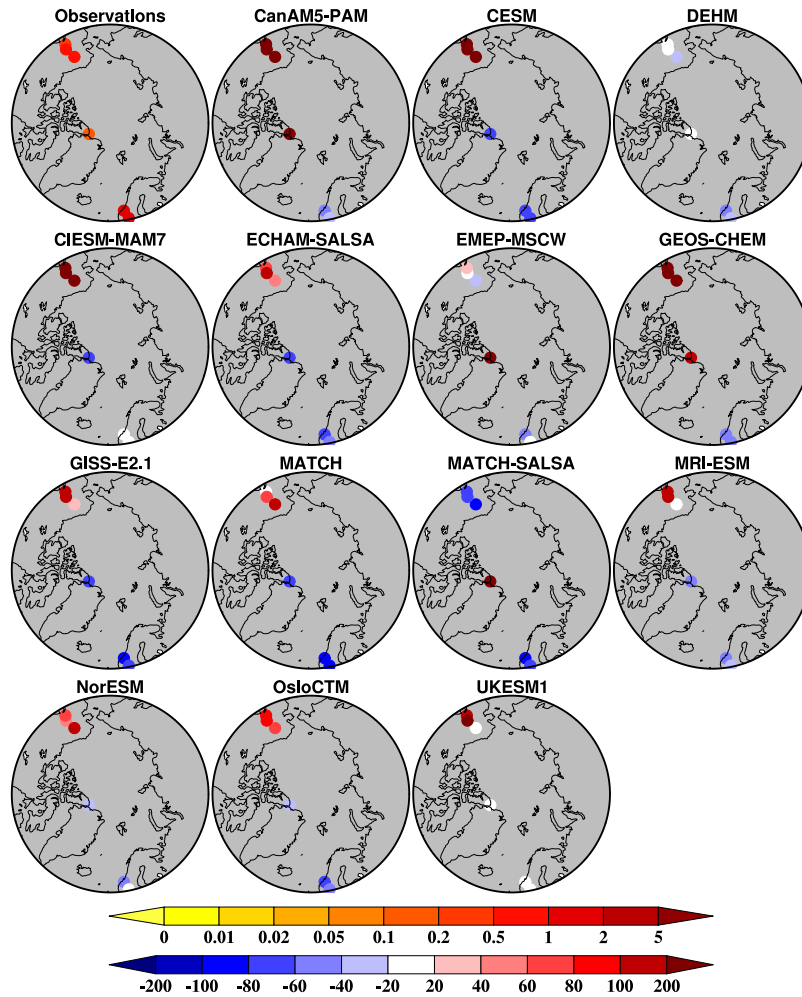 Observations CanAM5-PAM CESM DEHM
CIESM-MAM7 ECHAM-SALSA EMEP-MSCW GEOS-CHEM
GISS-E2.1 MATCH MATCH-SALSA MRI-ESM
NorESM OsloCTM UKESM1
0 0.01 0.02 0.05 0.1 0.2 0.5 1 2 5
-200 -100 -80 -60 -40 -20 20 40 60 80 100 200